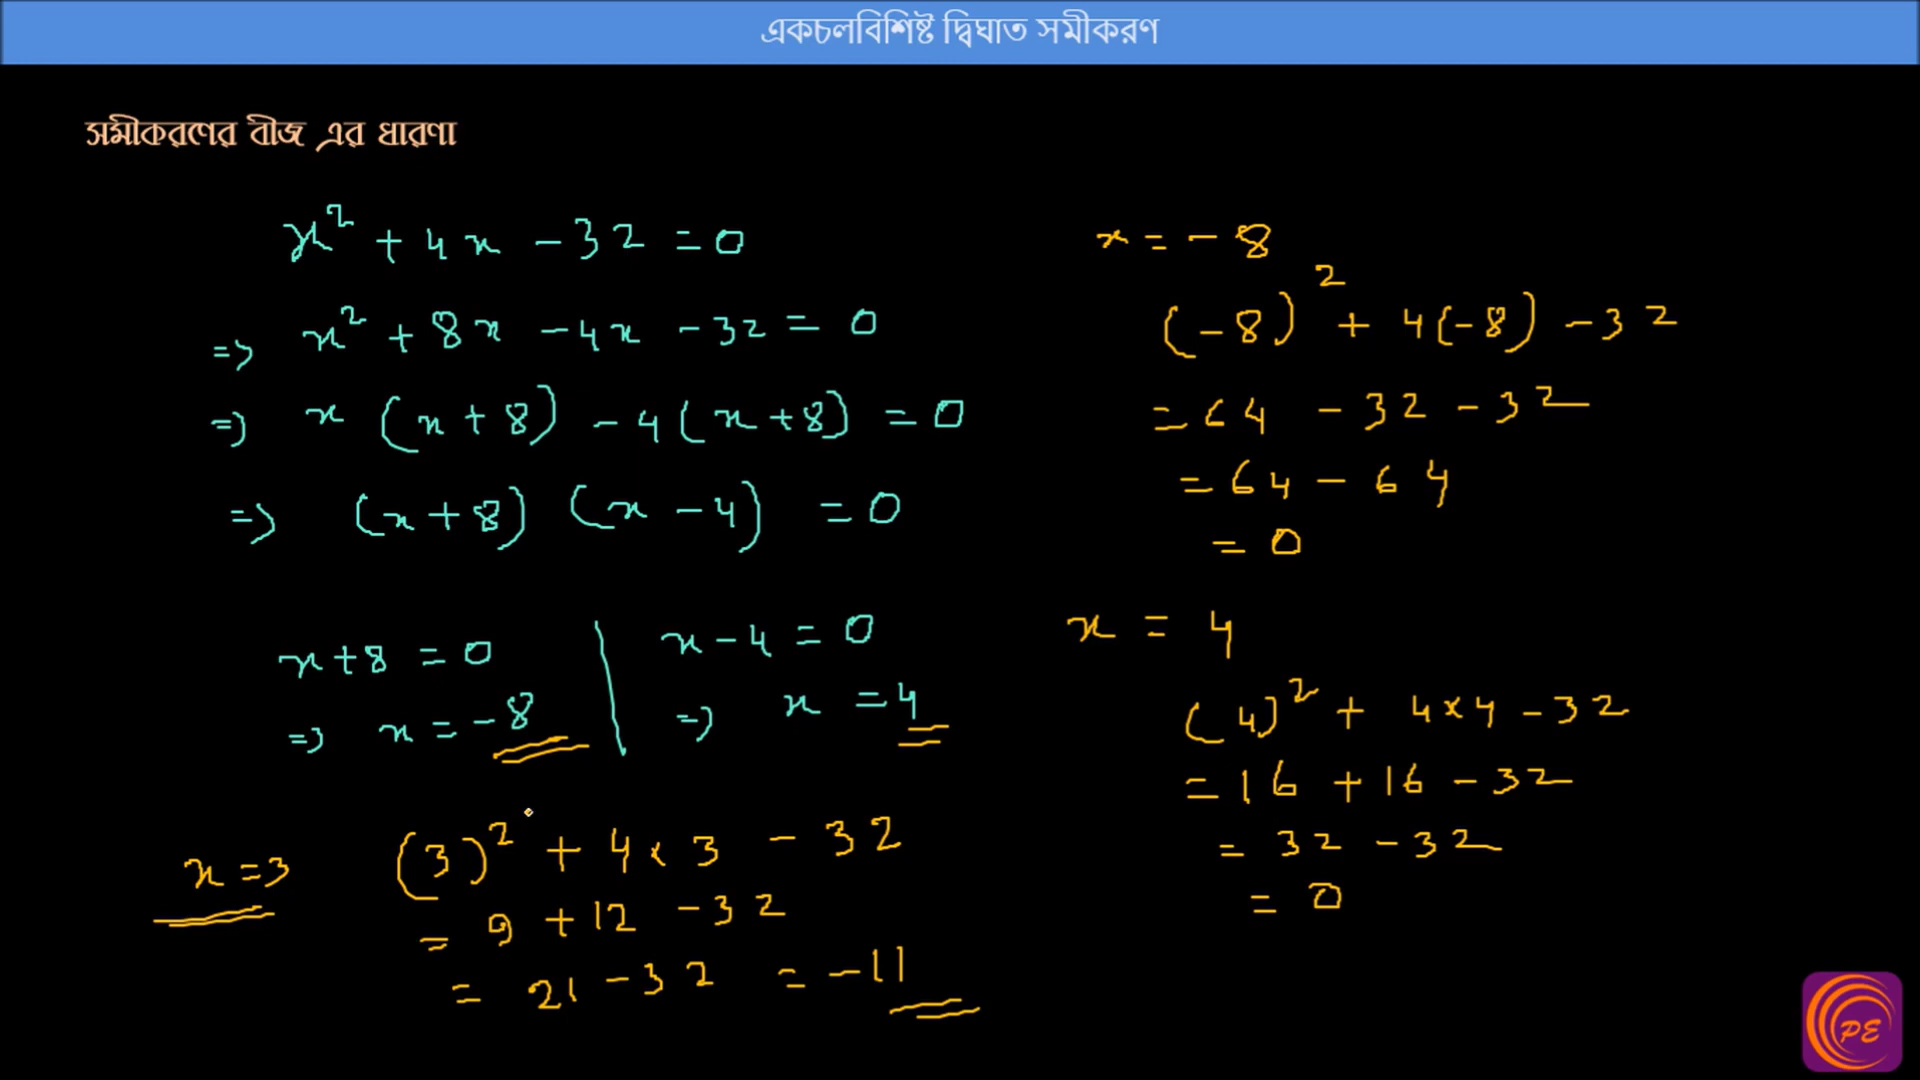 একচলবিশিষ্ট দ্বিঘাত সমীকরণ
সমীকরণের বীজ এর ধারণা
x² + 4x - 32 = 0
=> x² + 8x - 4x - 32 = 0
=> x (x + 8) - 4 (x + 8) = 0
=> (x + 8) (x - 4) = 0
x + 8 = 0
=> x = -8
x - 4 = 0
=> x = 4
x = 3
(3)² + 4 × 3 - 32
= 9 + 12 - 32
= 21 - 32 = -11
x = -8
(-8)² + 4(-8) - 32
= 64 - 32 - 32
= 64 - 64
= 0
x = 4
(4)² + 4×4 - 32
= 16 + 16 - 32
= 32 - 32
= 0
PE